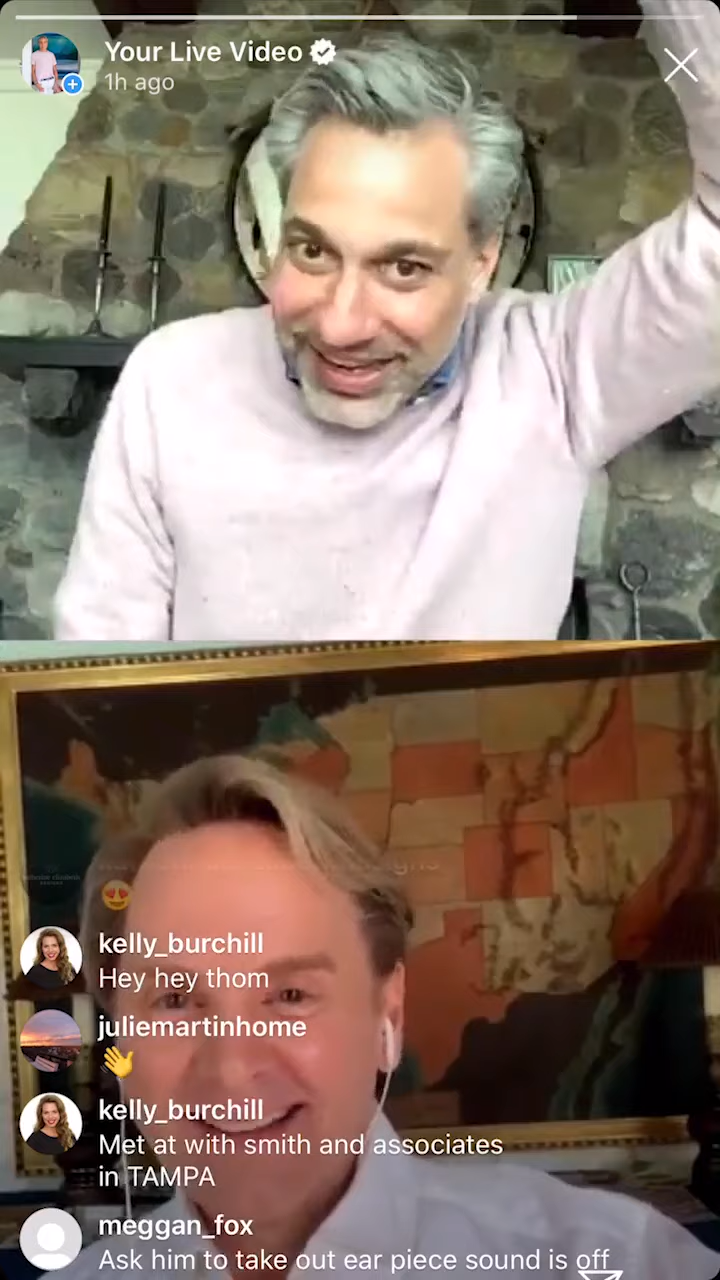 Your Live Video
1h ago
kelly_burchill
Hey hey thom
juliemartinhome
kelly_burchill
Met at with smith and associates
in TAMPA
meggan_fox
Ask him to take out ear piece sound is off